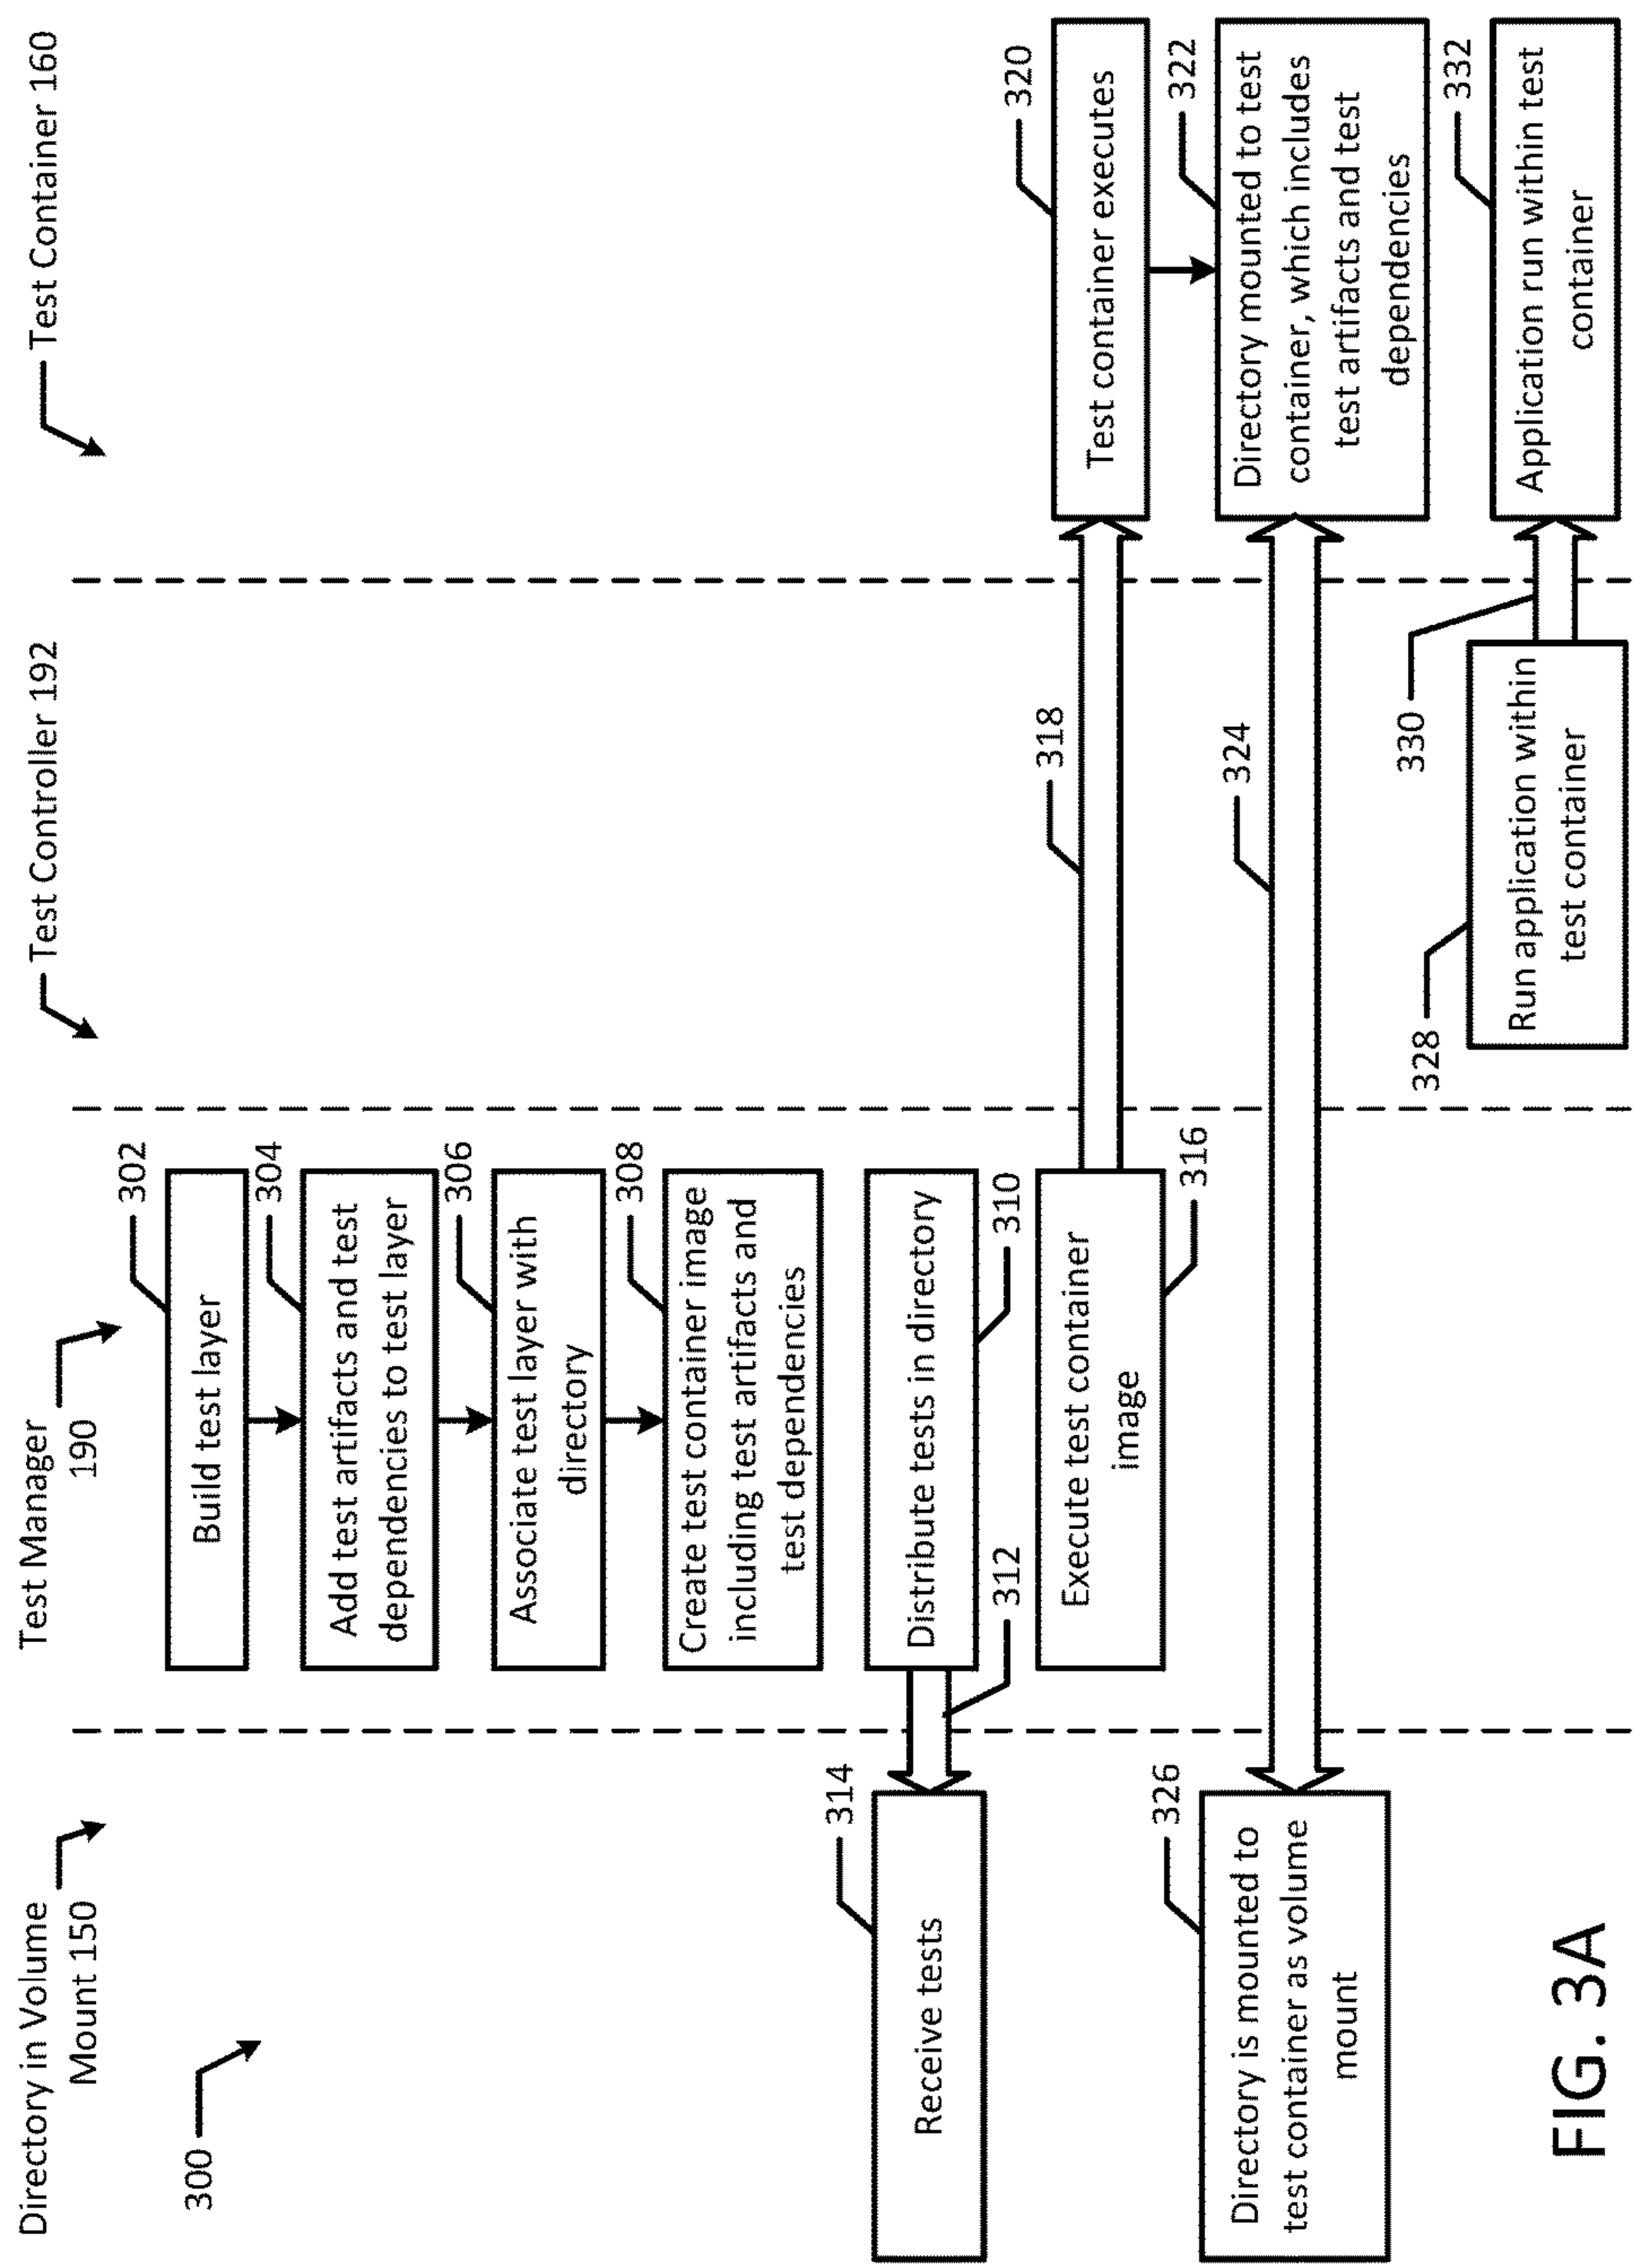 Directory in Volume
Mount 150
Test Manager
190
Test Controller 192
Test Container 160
300
302
Build test layer
304
Add test artifacts and test
dependencies to test layer
306
Associate test layer with
directory
308
Create test container image
including test artifacts and
test dependencies
314
Receive tests
312
Distribute tests in directory
310
Execute test container
image
316
318
320
Test container executes
326
Directory is mounted to
test container as volume
mount
324
322
Directory mounted to test
container, which includes
test artifacts and test
dependencies
328
Run application within
test container
330
332
Application run within test
container
FIG. 3A